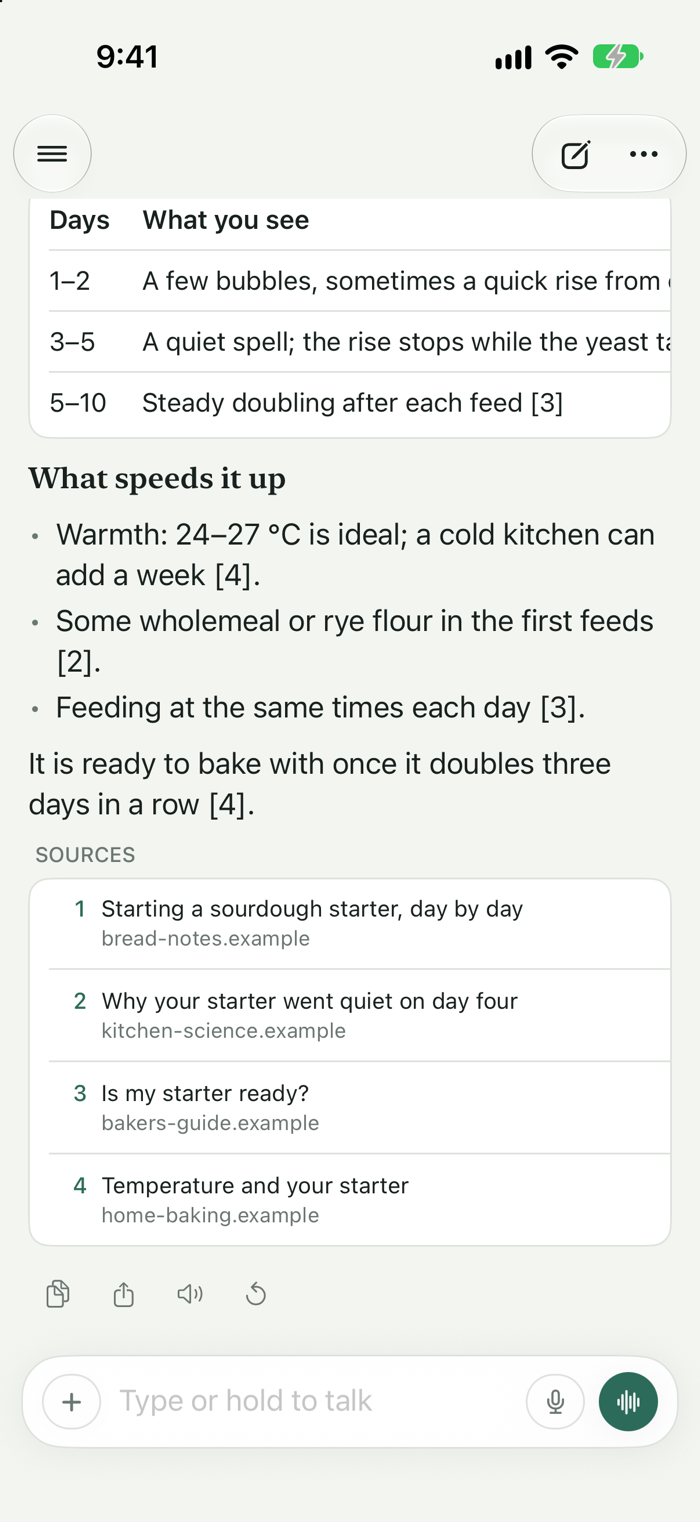 9:41
Days What you see
1–2 A few bubbles, sometimes a quick rise from
3–5 A quiet spell; the rise stops while the yeast
5–10 Steady doubling after each feed [3]
What speeds it up
• Warmth: 24–27 °C is ideal; a cold kitchen can
add a week [4].
• Some wholemeal or rye flour in the first feeds
[2].
• Feeding at the same times each day [3].
It is ready to bake with once it doubles three
days in a row [4].
SOURCES
1 Starting a sourdough starter, day by day
bread-notes.example
2 Why your starter went quiet on day four
kitchen-science.example
3 Is my starter ready?
bakers-guide.example
4 Temperature and your starter
home-baking.example
Type or hold to talk